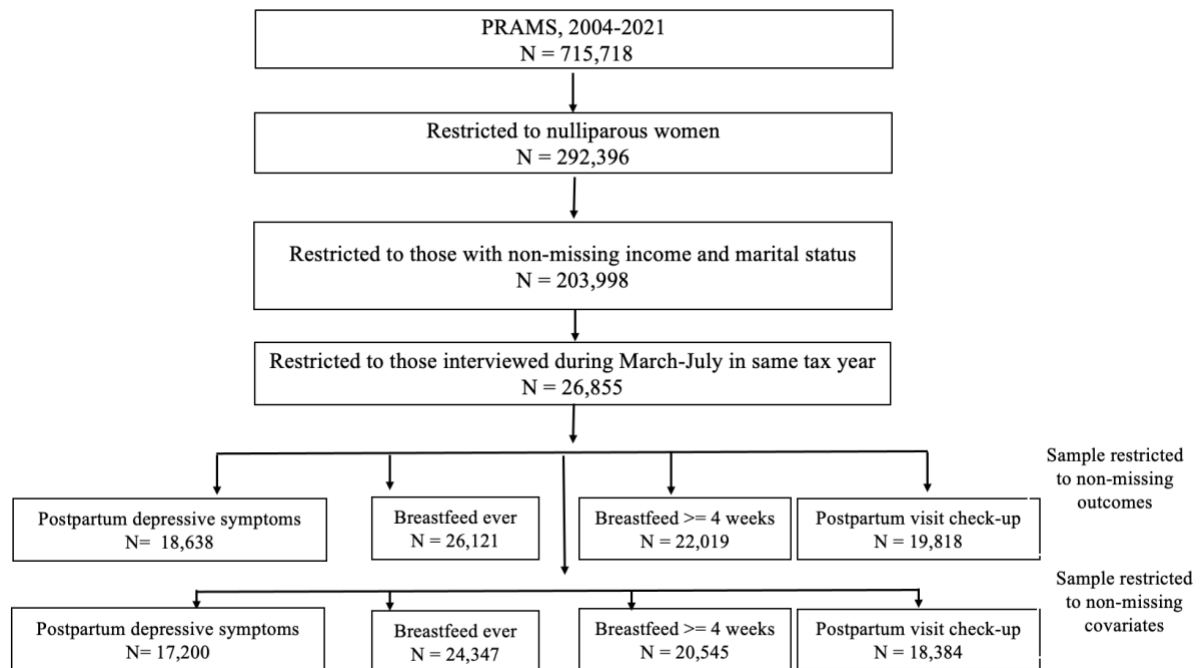 PRAMS, 2004-2021
N = 715,718
Restricted to nulliparous women
N = 292,396
Restricted to those with non-missing income and marital status
N = 203,998
Restricted to those interviewed during March-July in same tax year
N = 26,855
Sample restricted
to non-missing
outcomes
Postpartum depressive symptoms
N=  18,638
Breastfeed ever
N = 26,121
Breastfeed >= 4 weeks
N = 22,019
Postpartum visit check-up
N = 19,818
Sample restricted
to non-missing
covariates
Postpartum depressive symptoms
N= 17,200
Breastfeed ever
N = 24,347
Breastfeed >= 4 weeks
N = 20,545
Postpartum visit check-up
N = 18,384